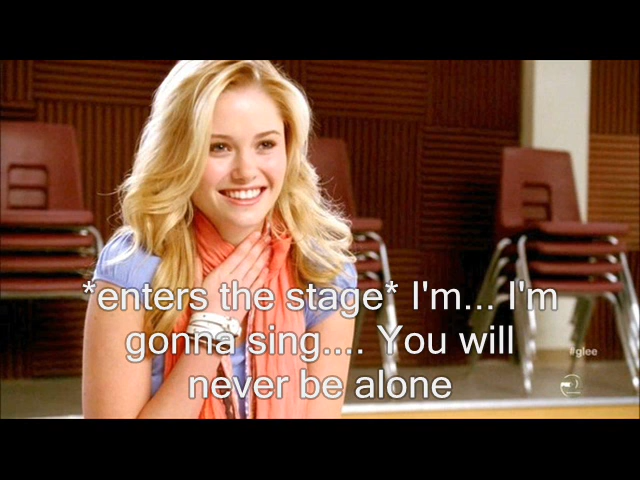 *enters the stage* I'm... I'm
gonna sing.... You will
#glee
never be alone